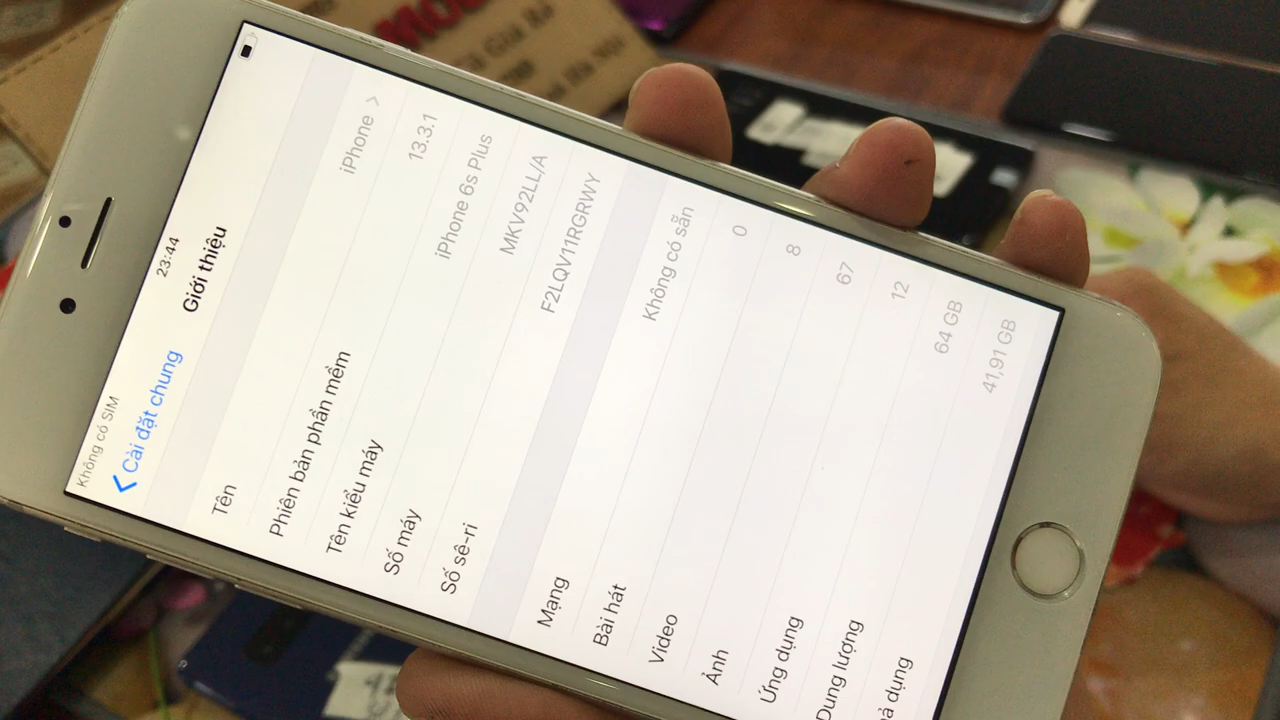 Không có SIM
23:44
Cài đặt chung
Giới thiệu
Tên iPhone
Phiên bản phần mềm 13.3.1
Tên kiểu máy iPhone 6s Plus
Số máy MKV92LL/A
Số sê-ri F2LQV11RGRWY
Mạng Không có sẵn
Bài hát 0
Video 8
Ảnh 67
Ứng dụng 12
Dung lượng 64 GB
dụng 41,91 GB